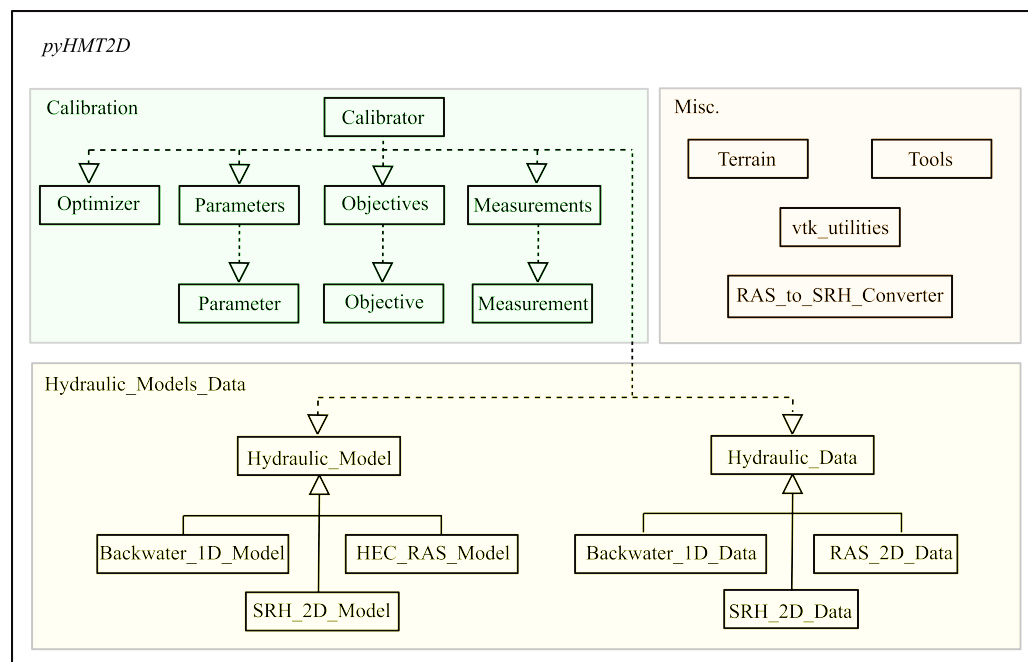 pyHMT2D
Calibration
Calibrator
Optimizer
Parameters
Objectives
Measurements
Parameter
Objective
Measurement
Misc.
Terrain
Tools
vtk_utilities
RAS_to_SRH_Converter
Hydraulic_Models_Data
Hydraulic_Model
Hydraulic_Data
Backwater_1D_Model
HEC_RAS_Model
SRH_2D_Model
Backwater_1D_Data
RAS_2D_Data
SRH_2D_Data